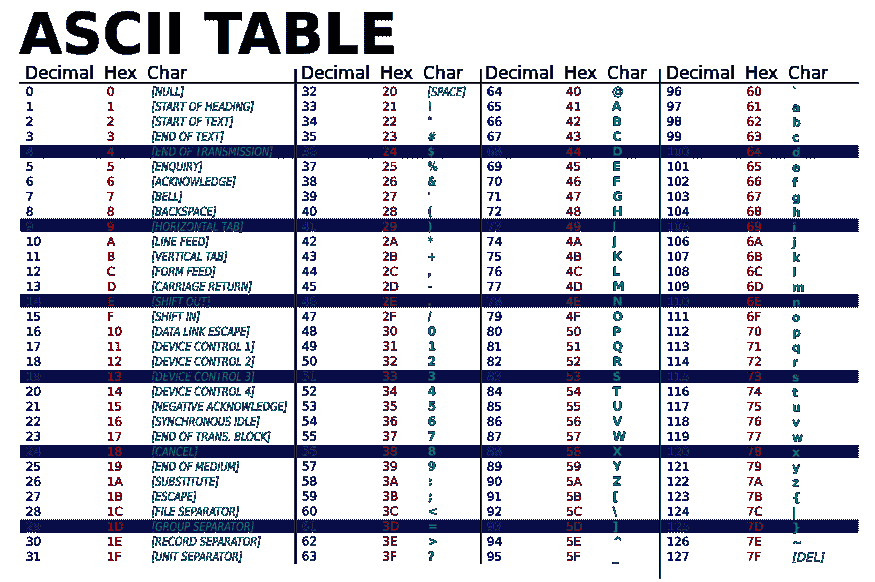 ASCII TABLE
Decimal Hex Char Decimal Hex Char Decimal Hex Char Decimal Hex Char
0 0 [NULL] 32 20 [SPACE] 64 40 @ 96 60 `
1 1 [START OF HEADING] 33 21 ! 65 41 A 97 61 a
2 2 [START OF TEXT] 34 22 " 66 42 B 98 62 b
3 3 [END OF TEXT] 35 23 # 67 43 C 99 63 c
4 4 [END OF TRANSMISSION] 36 24 $ 68 44 D 100 64 d
5 5 [ENQUIRY] 37 25 % 69 45 E 101 65 e
6 6 [ACKNOWLEDGE] 38 26 & 70 46 F 102 66 f
7 7 [BELL] 39 27 ' 71 47 G 103 67 g
8 8 [BACKSPACE] 40 28 ( 72 48 H 104 68 h
9 9 [HORIZONTAL TAB] 41 29 ) 73 49 I 105 69 i
10 A [LINE FEED] 42 2A * 74 4A J 106 6A j
11 B [VERTICAL TAB] 43 2B + 75 4B K 107 6B k
12 C [FORM FEED] 44 2C , 76 4C L 108 6C l
13 D [CARRIAGE RETURN] 45 2D - 77 4D M 109 6D m
14 E [SHIFT OUT] 46 2E . 78 4E N 110 6E n
15 F [SHIFT IN] 47 2F / 79 4F O 111 6F o
16 10 [DATA LINK ESCAPE] 48 30 0 80 50 P 112 70 p
17 11 [DEVICE CONTROL 1] 49 31 1 81 51 Q 113 71 q
18 12 [DEVICE CONTROL 2] 50 32 2 82 52 R 114 72 r
19 13 [DEVICE CONTROL 3] 51 33 3 83 53 S 115 73 s
20 14 [DEVICE CONTROL 4] 52 34 4 84 54 T 116 74 t
21 15 [NEGATIVE ACKNOWLEDGE] 53 35 5 85 55 U 117 75 u
22 16 [SYNCHRONOUS IDLE] 54 36 6 86 56 V 118 76 v
23 17 [END OF TRANS. BLOCK] 55 37 7 87 57 W 119 77 w
24 18 [CANCEL] 56 38 8 88 58 X 120 78 x
25 19 [END OF MEDIUM] 57 39 9 89 59 Y 121 79 y
26 1A [SUBSTITUTE] 58 3A : 90 5A Z 122 7A z
27 1B [ESCAPE] 59 3B ; 91 5B [ 123 7B {
28 1C [FILE SEPARATOR] 60 3C < 92 5C \ 124 7C |
29 1D [GROUP SEPARATOR] 61 3D = 93 5D ] 125 7D }
30 1E [RECORD SEPARATOR] 62 3E > 94 5E ^ 126 7E ~
31 1F [UNIT SEPARATOR] 63 3F ? 95 5F _ 127 7F [DEL]